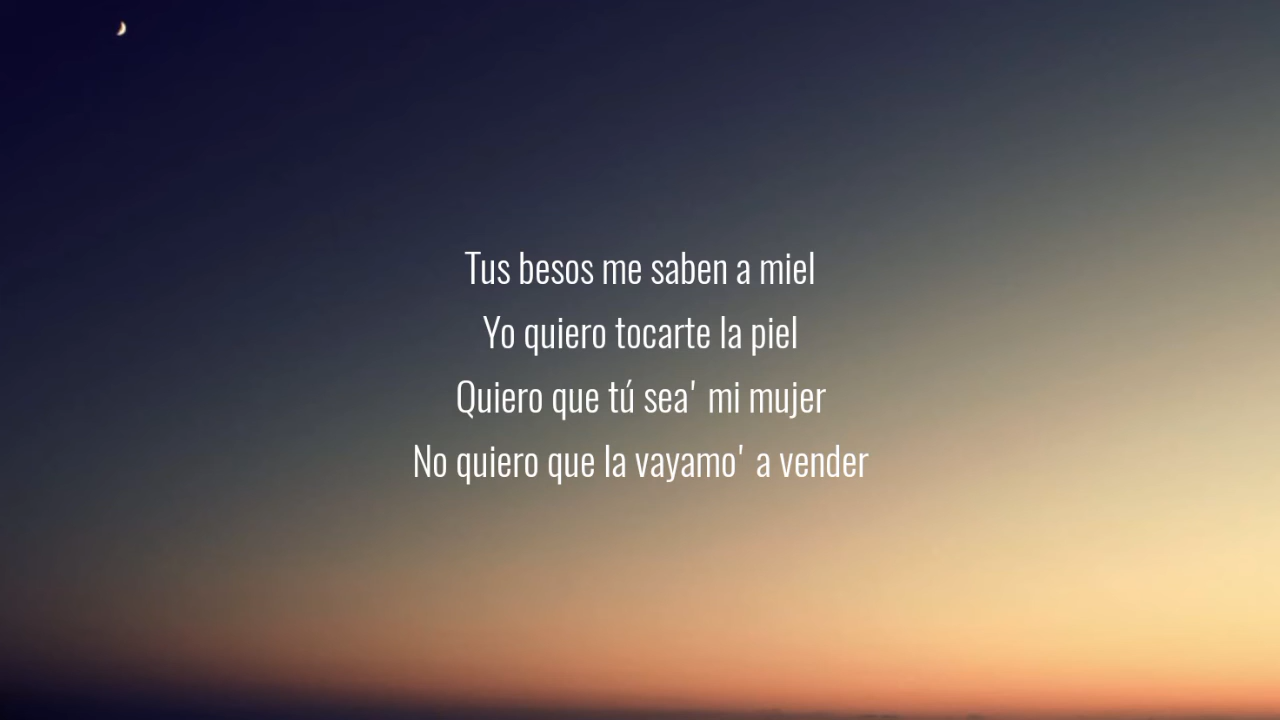 Tus besos me saben a miel
Yo quiero tocarte la piel
Quiero que tú sea' mi mujer
No quiero que la vayamo' a vender